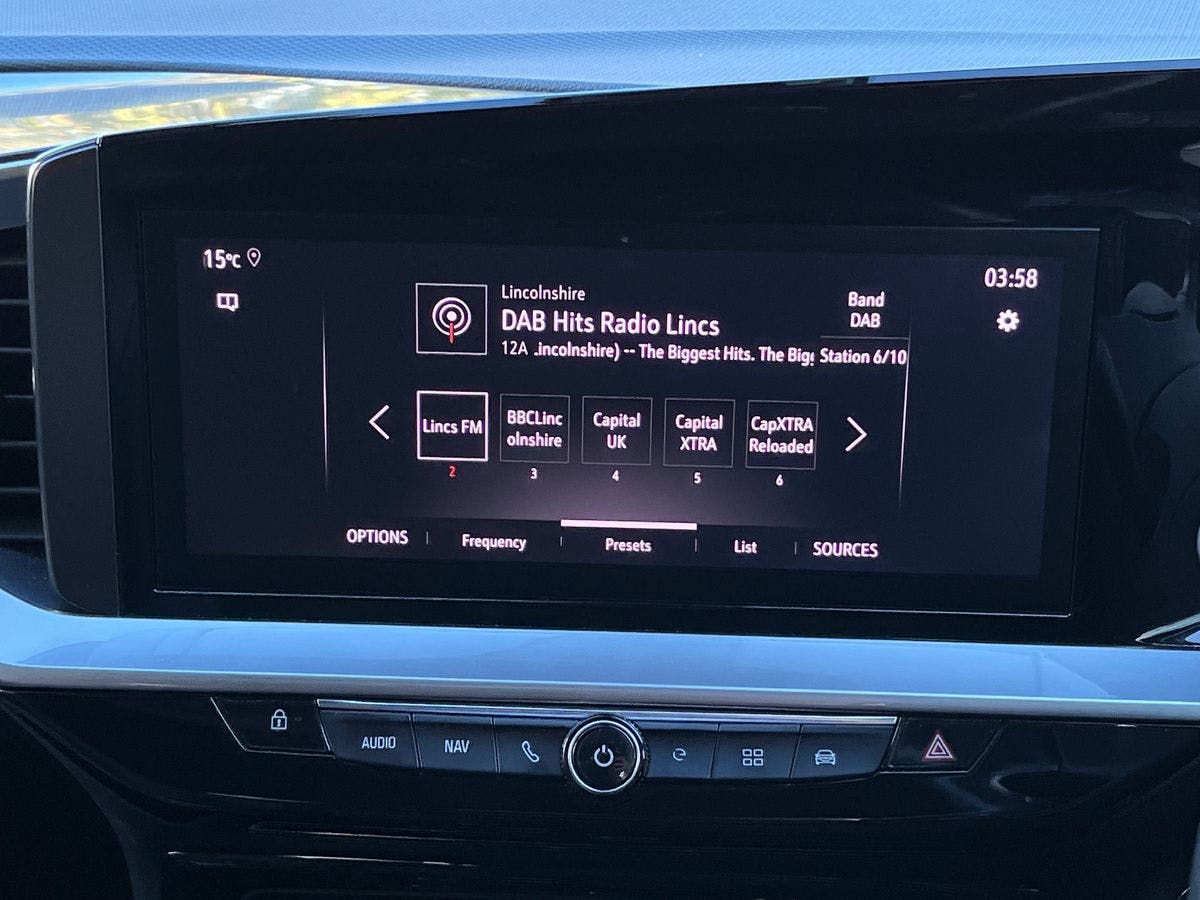 15°C
03:58
Lincolnshire
DAB Hits Radio Lincs
12A .incolnshire) -- The Biggest Hits. The Big
Band
DAB
Station 6/10
Lincs FM
2
BBCLinc
olnshire
3
Capital
UK
4
Capital
XTRA
5
CapXTRA
Reloaded
6
OPTIONS
Frequency
Presets
List
SOURCES
AUDIO
NAV